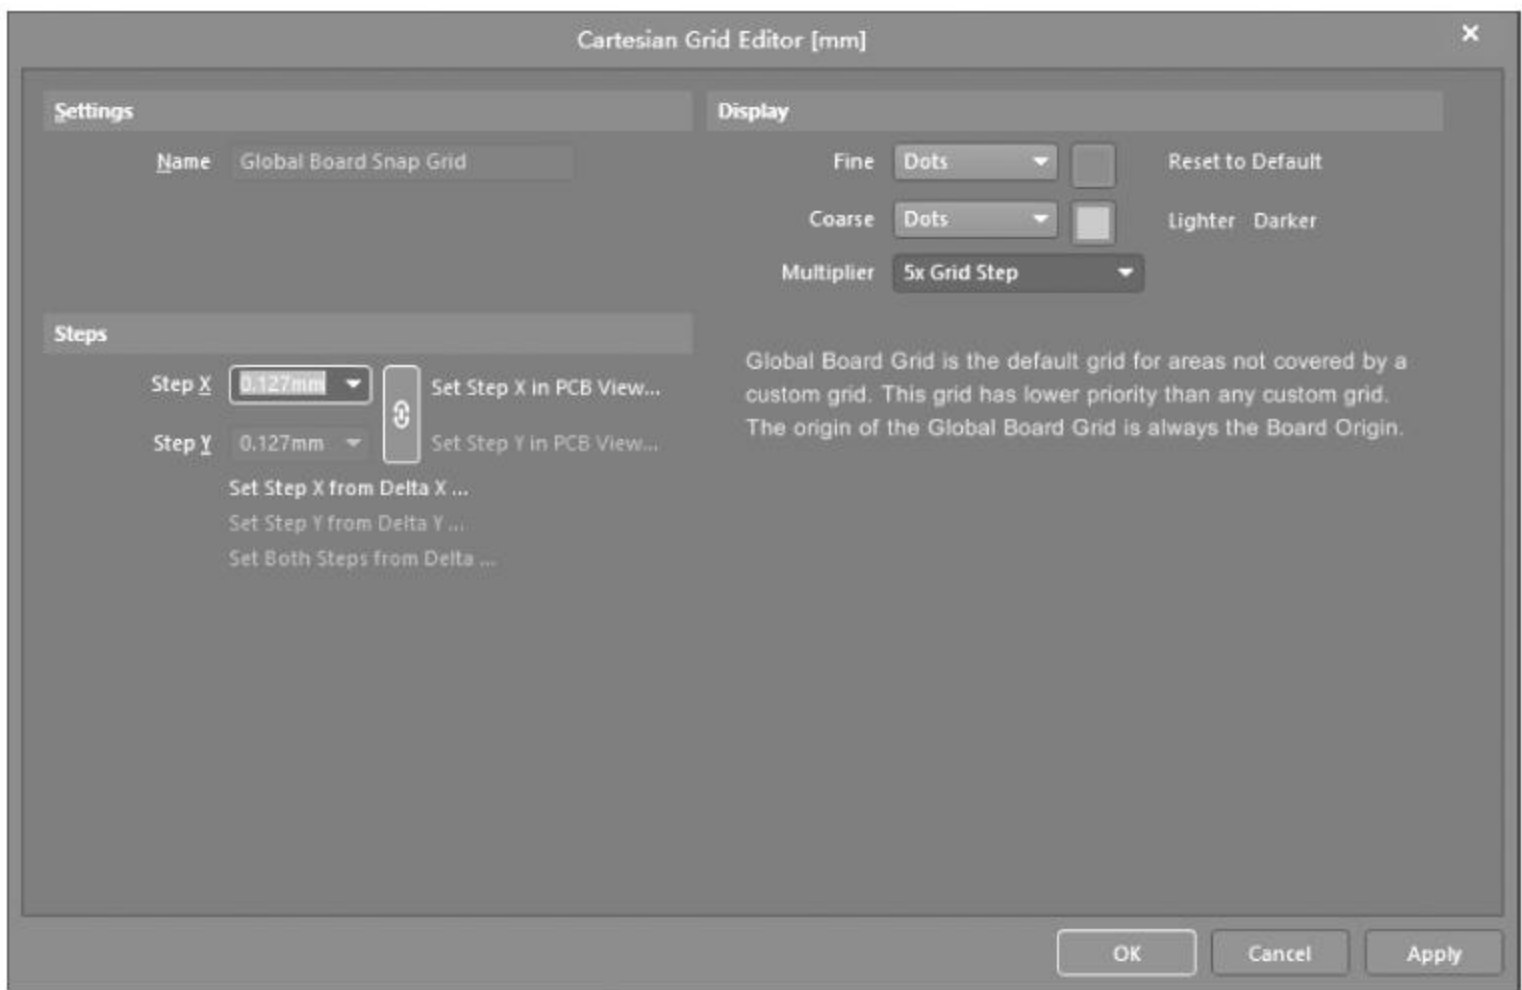 Cartesian Grid Editor [mm]
Settings
Name Global Board Snap Grid
Steps
Step X 0.127mm Set Step X in PCB View...
Step Y 0.127mm Set Step Y in PCB View...
Set Step X from Delta X ...
Set Step Y from Delta Y ...
Set Both Steps from Delta ...
Display
Fine Dots Reset to Default
Coarse Dots Lighter Darker
Multiplier 5x Grid Step
Global Board Grid is the default grid for areas not covered by a
custom grid. This grid has lower priority than any custom grid.
The origin of the Global Board Grid is always the Board Origin.
OK Cancel Apply